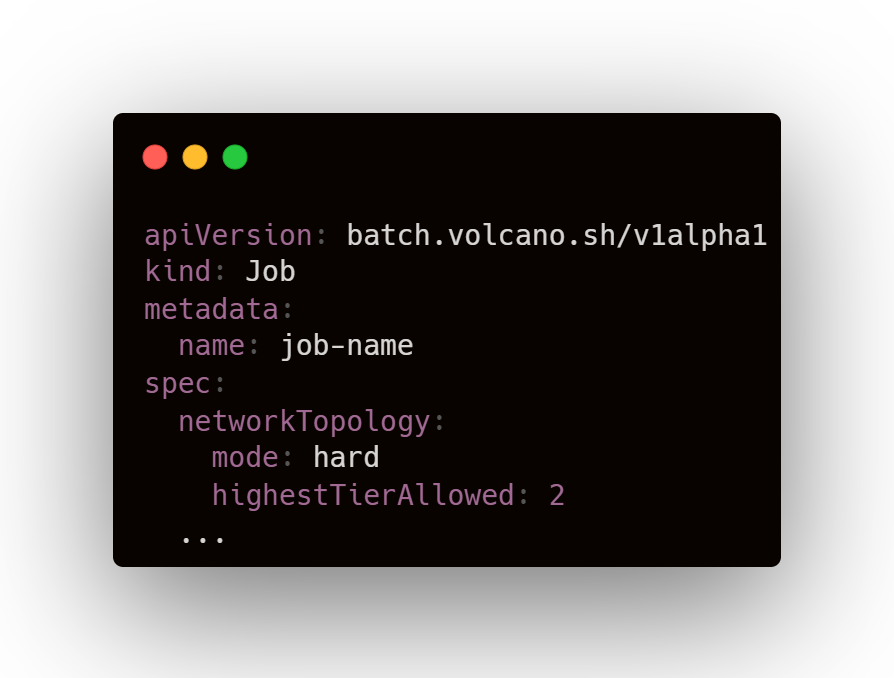 apiVersion: batch.volcano.sh/v1alpha1
kind: Job
metadata:
  name: job-name
spec:
  networkTopology:
    mode: hard
    highestTierAllowed: 2
  ...